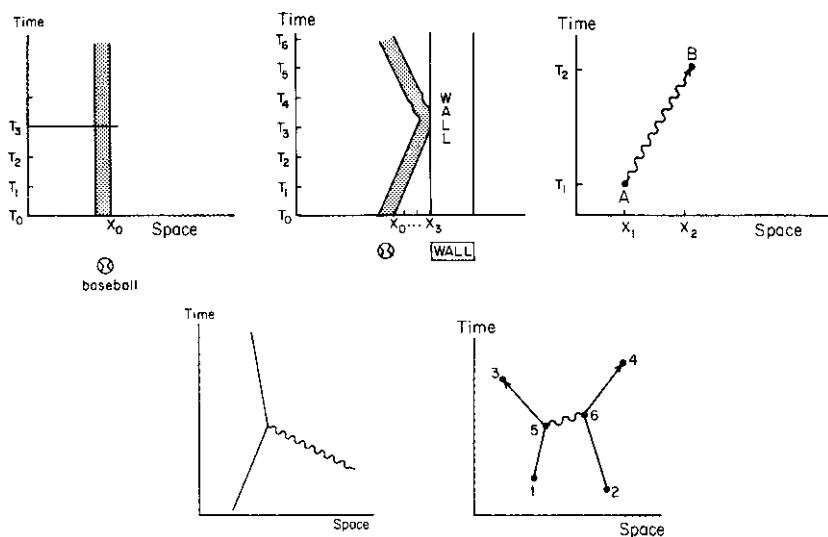 Time
T3
T2
T1
T0
X0
Space
baseball
Time
T6
T5
T4
T3
T2
T1
T0
WALL
X0...X3
WALL
Time
T2
T1
B
A
X1
X2
Space
Time
Space
Time
3
4
5
6
1
2
Space